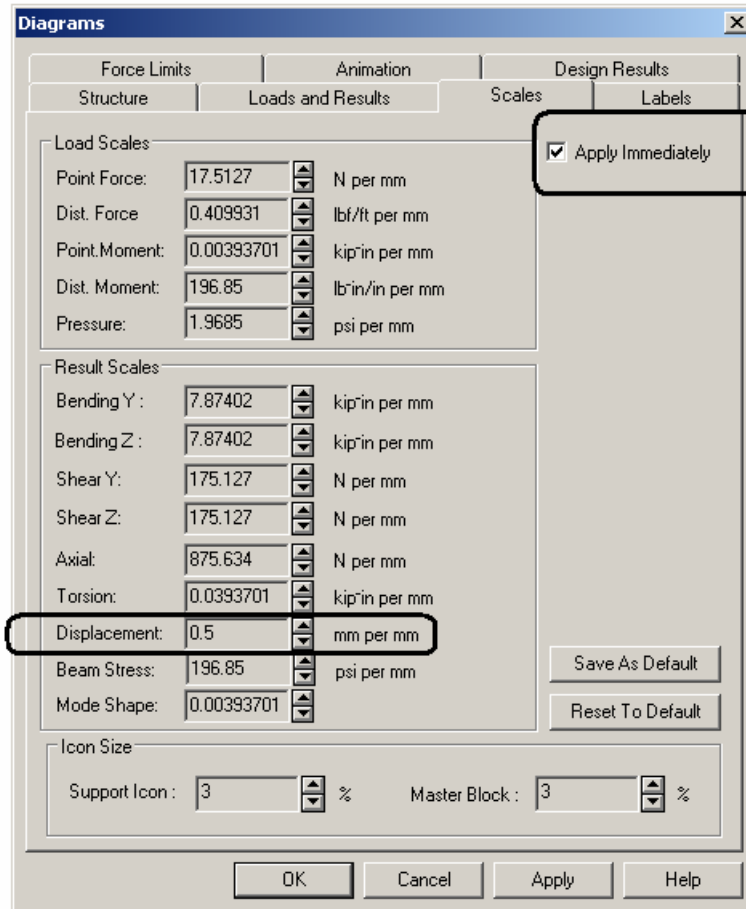 Diagrams
Force Limits Animation Design Results
Structure Loads and Results Scales Labels
Load Scales
Apply Immediately
Point Force: 17.5127 N per mm
Dist. Force 0.409931 lbf/ft per mm
Point.Moment: 0.00393701 kip-in per mm
Dist. Moment: 196.85 lb-in/in per mm
Pressure: 1.9685 psi per mm
Result Scales
Bending Y : 7.87402 kip-in per mm
Bending Z : 7.87402 kip-in per mm
Shear Y: 175.127 N per mm
Shear Z: 175.127 N per mm
Axial: 875.634 N per mm
Torsion: 0.0393701 kip-in per mm
Displacement: 0.5 mm per mm
Beam Stress: 196.85 psi per mm
Save As Default
Mode Shape: 0.00393701
Reset To Default
Icon Size
Support Icon : 3 % Master Block : 3 %
OK Cancel Apply Help